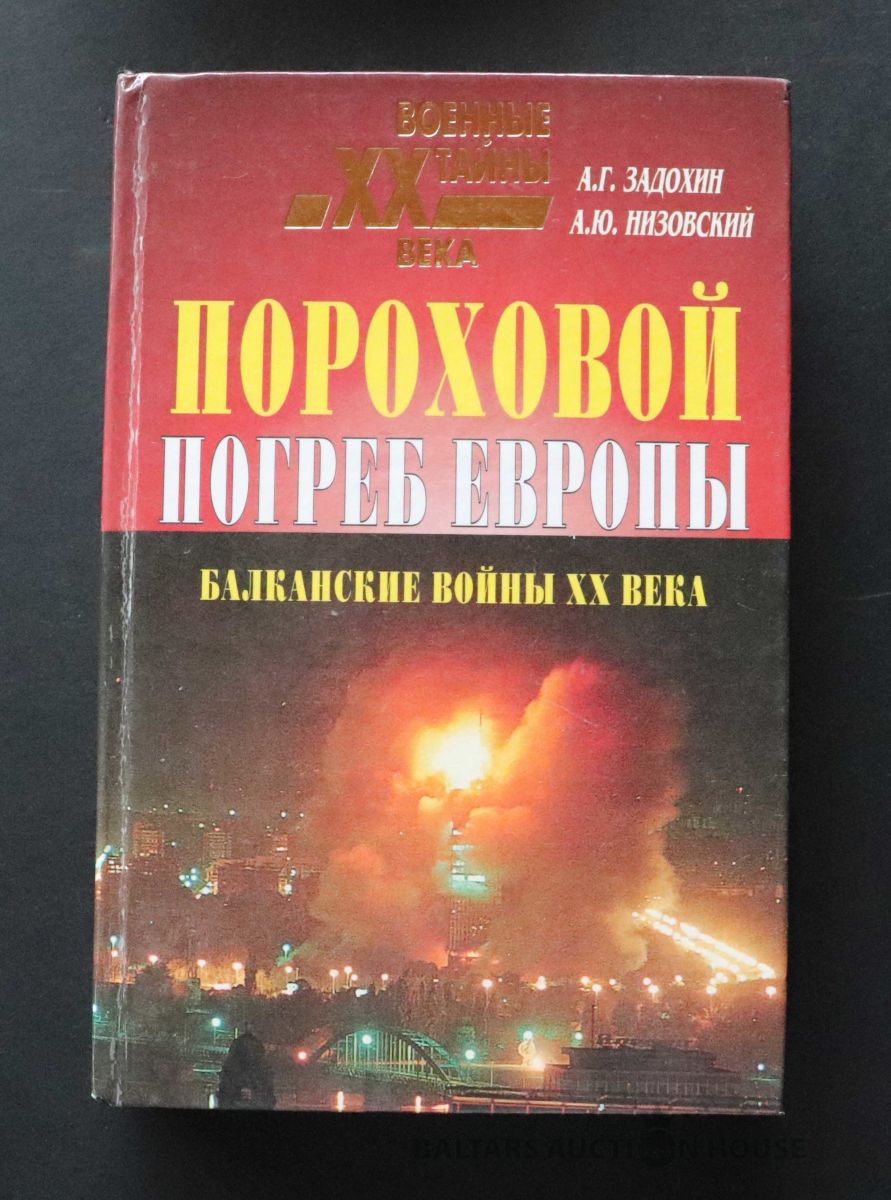 ВОЕННЫЕ
ТАЙНЫ
XX
ВЕКА
А.Г. ЗАДОХИН
А.Ю. НИЗОВСКИЙ
ПОРОХОВОЙ
ПОГРЕБ ЕВРОПЫ
БАЛКАНСКИЕ ВОЙНЫ XX ВЕКА
BALTARS AUCTION HOUSE